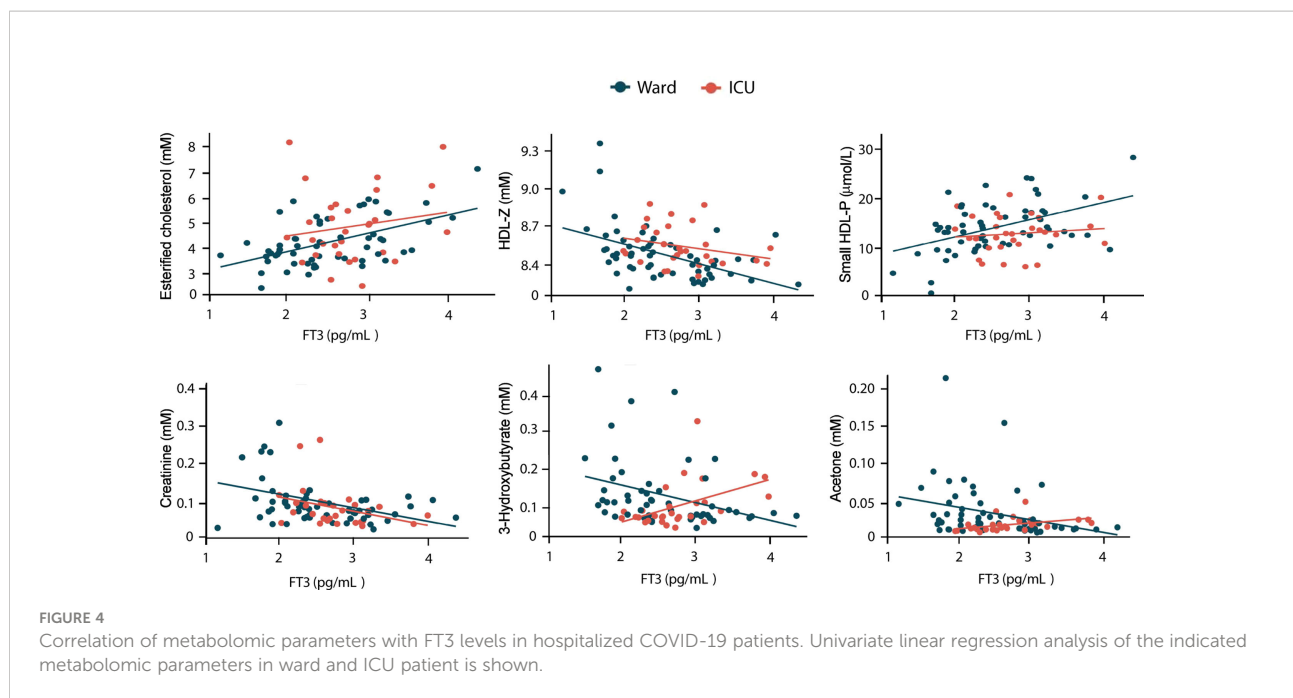 Ward ICU
Esterified cholesterol (mM)
8
7
6
5
4
3
0
1 2 3 4
FT3 (pg/mL )
HDL-Z (mM)
9.3
9.0
8.7
8.4
0
1 2 3 4
FT3 (pg/mL )
Small HDL-P (μmol/L)
30
20
10
0
1 2 3 4
FT3 (pg/mL )
Creatinine (mM)
0.4
0.3
0.2
0.1
0
1 2 3 4
FT3 (pg/mL )
3-Hydroxybutyrate (mM)
0.4
0.3
0.2
0.1
0
1 2 3 4
FT3 (pg/mL )
Acetone (mM)
0.20
0.15
0.10
0.05
0
1 2 3 4
FT3 (pg/mL )
FIGURE 4
Correlation of metabolomic parameters with FT3 levels in hospitalized COVID-19 patients. Univariate linear regression analysis of the indicated
metabolomic parameters in ward and ICU patient is shown.